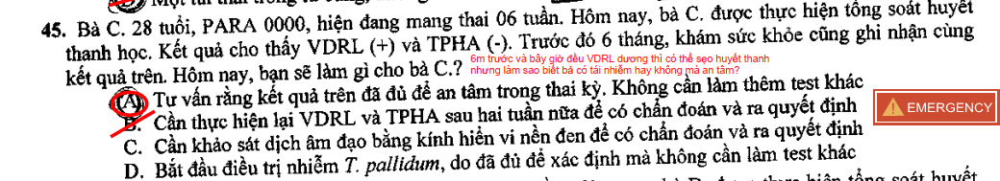 45. Bà C. 28 tuổi, PARA 0000, hiện đang mang thai 06 tuần. Hôm nay, bà C. được thực hiện tổng soát huyết
thanh học. Kết quả cho thấy VDRL (+) và TPHA (-). Trước đó 6 tháng, khám sức khỏe cũng ghi nhận cùng
kết quả trên. Hôm nay, bạn sẽ làm gì cho bà C.?
6m trước và bây giờ đều VDRL dương thì có thể sẹo huyết thanh
nhưng làm sao biết bả có tái nhiễm hay không mà an tâm?
A. Tư vấn rằng kết quả trên đã đủ để an tâm trong thai kỳ. Không cần làm thêm test khác
B. Cần thực hiện lại VDRL và TPHA sau hai tuần nữa để có chẩn đoán và ra quyết định
EMERGENCY
C. Cần khảo sát dịch âm đạo bằng kính hiển vi nền đen để có chẩn đoán và ra quyết định
D. Bắt đầu điều trị nhiễm T. pallidum, do đã đủ để xác định mà không cần làm test khác